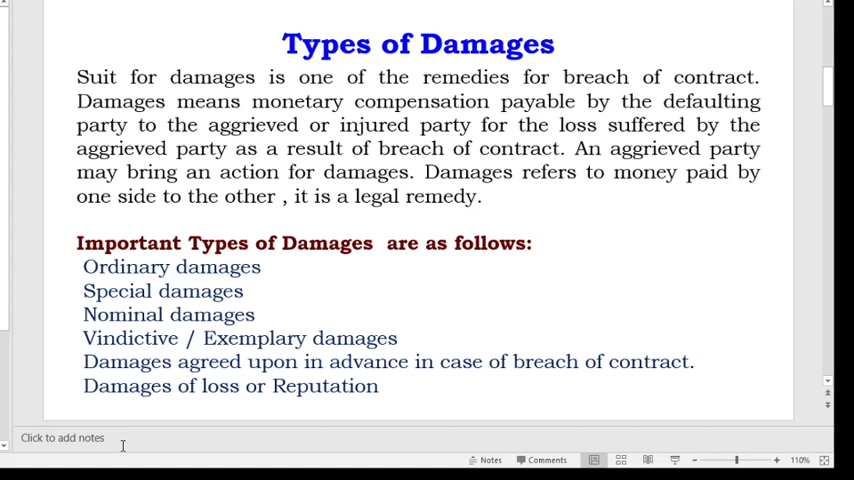 Types of Damages
Suit for damages is one of the remedies for breach of contract.
Damages means monetary compensation payable by the defaulting
party to the aggrieved or injured party for the loss suffered by the
aggrieved party as a result of breach of contract. An aggrieved party
may bring an action for damages. Damages refers to money paid by
one side to the other , it is a legal remedy.
Important Types of Damages are as follows:
Ordinary damages
Special damages
Nominal damages
Vindictive / Exemplary damages
Damages agreed upon in advance in case of breach of contract.
Damages of loss or Reputation
Click to add notes
Notes Comments 110%